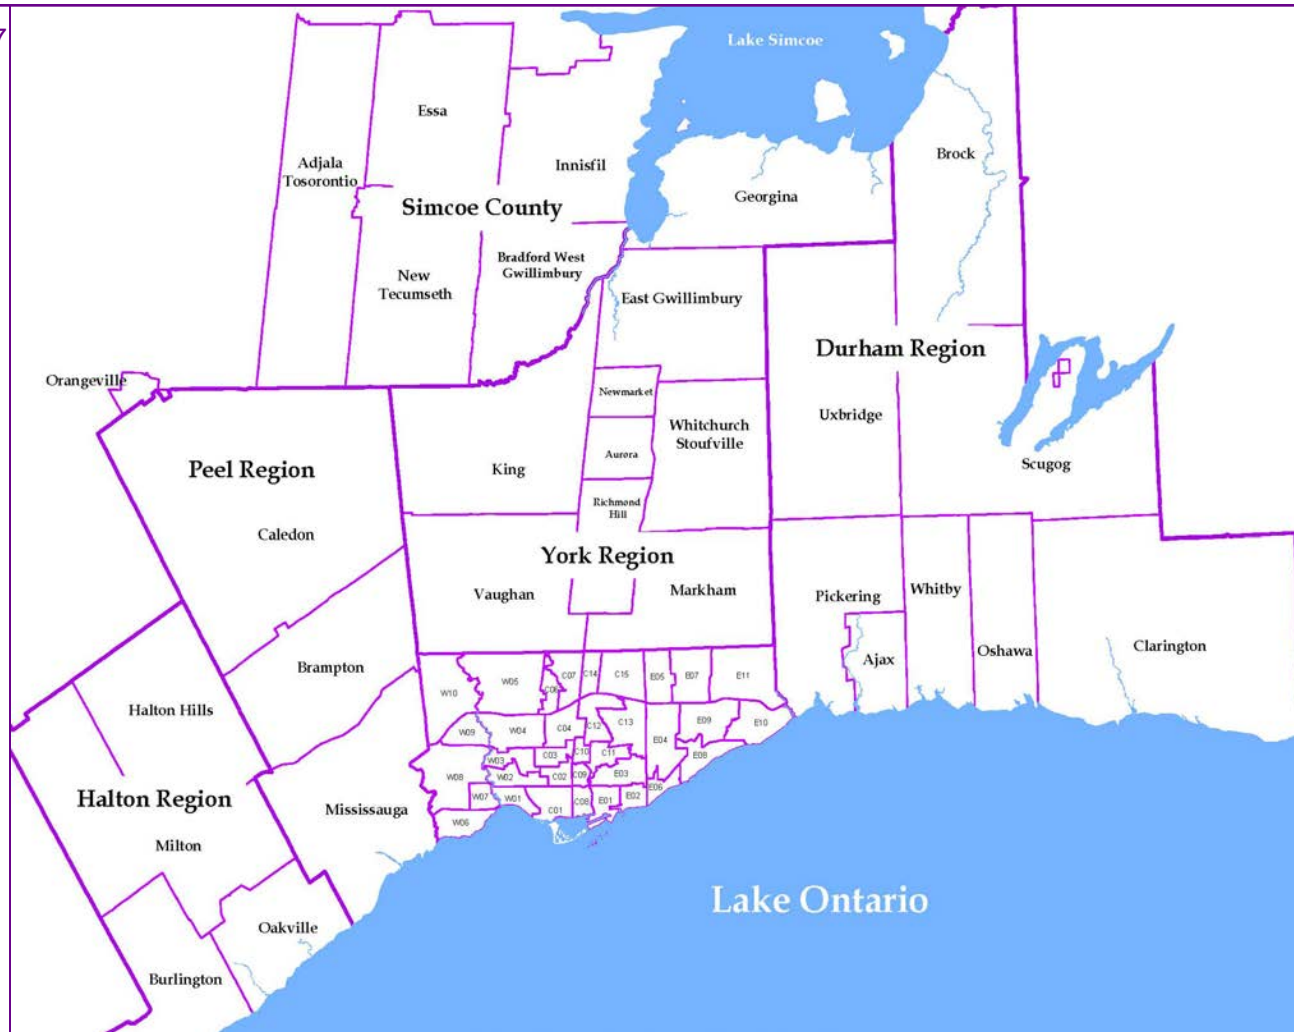 7
Lake Simcoe
Essa
Brock
Adjala
Tosorontio
Innisfil
Georgina
Simcoe County
Bradford West
Gwillimbury
New
Tecumseth
East Gwillimbury
Durham Region
Orangeville
Newmarket
Whitchurch
Stoufville
Uxbridge
Peel Region
King
Aurora
Scugog
Richmond
Hill
Caledon
York Region
Vaughan
Markham
Pickering
Whitby
Clarington
Oshawa
Ajax
Brampton
W10
W05
C06
C07
C14
C15
E05
E07
E11
Halton Hills
W09
W04
C04
C12
C13
E04
E09
E10
W03
C03
C10
C11
E08
W08
W02
C02
C09
E03
Halton Region
Mississauga
W07
W01
C01
C08
E01
E02
E06
W06
Milton
Lake Ontario
Oakville
Burlington